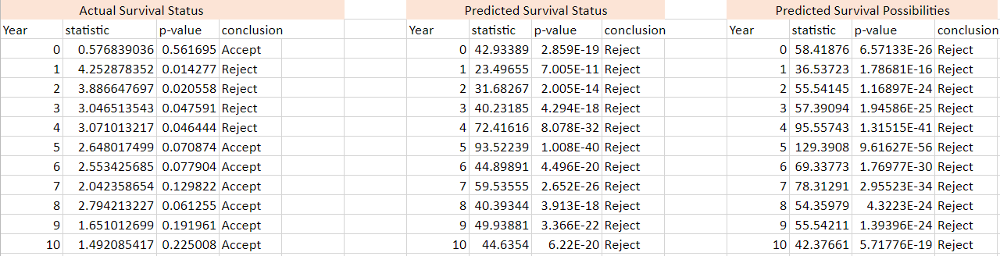 Actual Survival Status Predicted Survival Status Predicted Survival Possibilities
Year statistic p-value conclusion Year statistic p-value conclusion Year statistic p-value conclusion
0 0.576839036 0.561695 Accept 0 42.93389 2.859E-19 Reject 0 58.41876 6.57133E-26 Reject
1 4.252878352 0.014277 Reject 1 23.49655 7.005E-11 Reject 1 36.53723 1.78681E-16 Reject
2 3.886647697 0.020558 Reject 2 31.68267 2.005E-14 Reject 2 55.54145 1.16897E-24 Reject
3 3.046513543 0.047591 Reject 3 40.23185 4.294E-18 Reject 3 57.39094 1.94586E-25 Reject
4 3.071013217 0.046444 Reject 4 72.41616 8.078E-32 Reject 4 95.55743 1.31515E-41 Reject
5 2.648017499 0.070874 Accept 5 93.52239 1.008E-40 Reject 5 129.3908 9.61627E-56 Reject
6 2.553425685 0.077904 Accept 6 44.89891 4.496E-20 Reject 6 69.33773 1.76977E-30 Reject
7 2.042358654 0.129822 Accept 7 59.53555 2.652E-26 Reject 7 78.31291 2.95523E-34 Reject
8 2.794213227 0.061255 Accept 8 40.39344 3.913E-18 Reject 8 54.35979 4.3223E-24 Reject
9 1.651012699 0.191961 Accept 9 49.93881 3.366E-22 Reject 9 55.54211 1.39396E-24 Reject
10 1.492085417 0.225008 Accept 10 44.6354 6.22E-20 Reject 10 42.37661 5.71776E-19 Reject